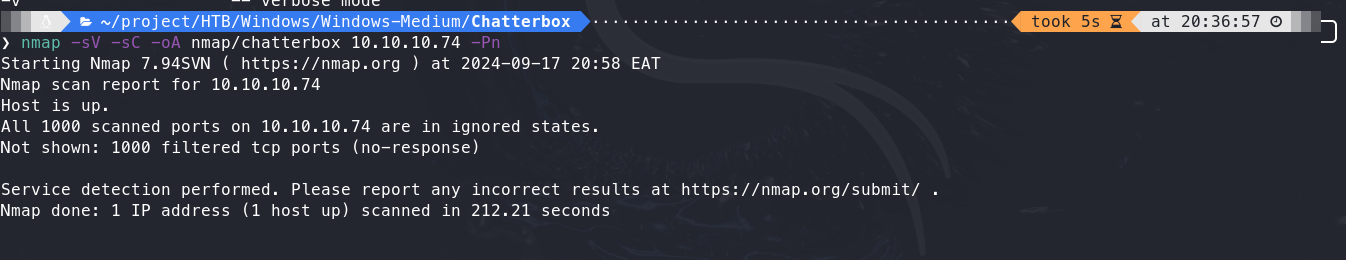 -v                      -- verbose mode
~/project/HTB/Windows/Windows-Medium/Chatterbox ············ took 5s at 20:36:57
❯ nmap -sV -sC -oA nmap/chatterbox 10.10.10.74 -Pn
Starting Nmap 7.94SVN ( https://nmap.org ) at 2024-09-17 20:58 EAT
Nmap scan report for 10.10.10.74
Host is up.
All 1000 scanned ports on 10.10.10.74 are in ignored states.
Not shown: 1000 filtered tcp ports (no-response)
Service detection performed. Please report any incorrect results at https://nmap.org/submit/ .
Nmap done: 1 IP address (1 host up) scanned in 212.21 seconds